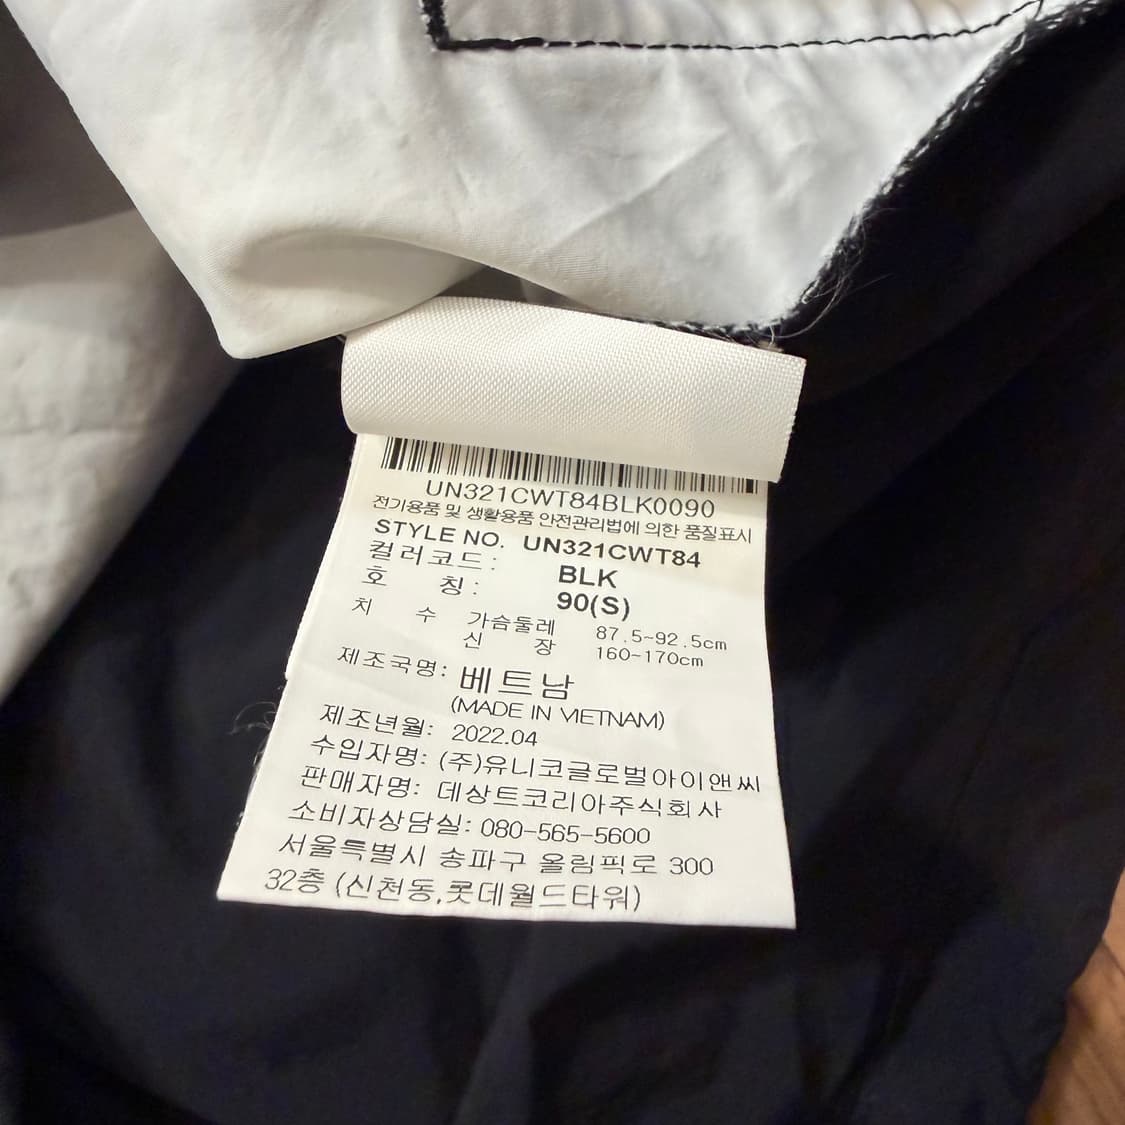 UN321CWT84BLK0090
전기용품 및 생활용품 안전관리법에 의한 품질표시
STYLE NO. UN321CWT84
컬러코드: BLK
호 칭: 90(S)
치 수 가슴둘레 87.5~92.5cm
신 장 160~170cm
제조국명: 베트남
(MADE IN VIETNAM)
제조년월: 2022.04
수입자명: (주)유니코글로벌아이앤씨
판매자명: 데상트코리아주식회사
소비자상담실: 080-565-5600
서울특별시 송파구 올림픽로 300
32층 (신천동,롯데월드타워)